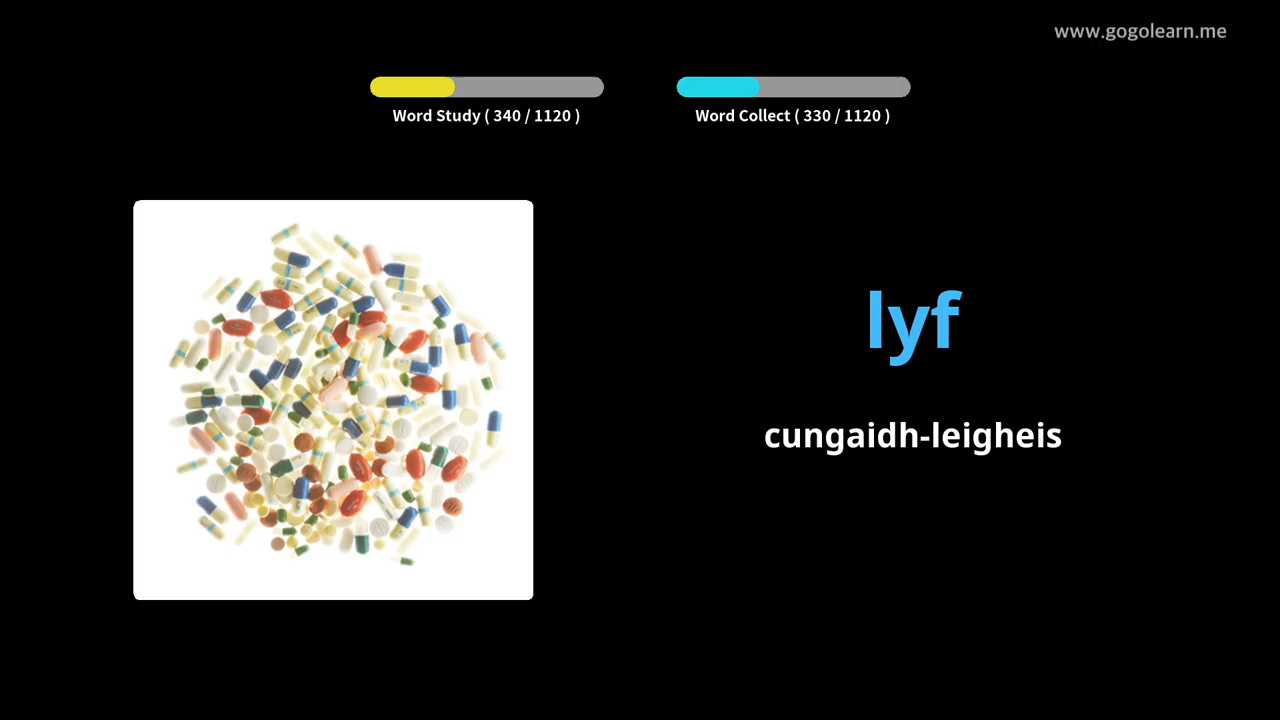 www.gogolearn.me
Word Study ( 340 / 1120 )
Word Collect ( 330 / 1120 )
lyf
cungaidh-leigheis